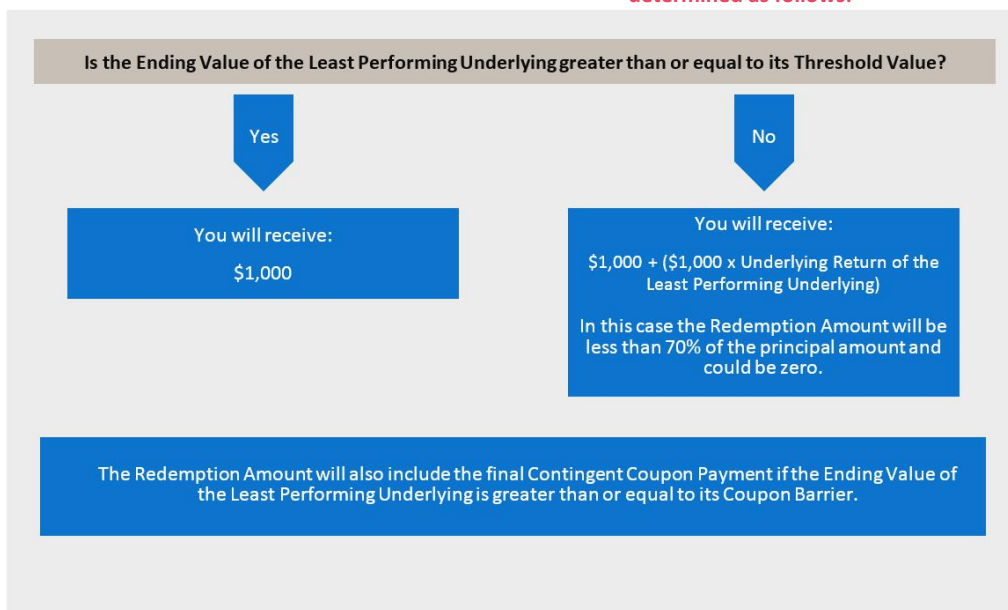 determined as follows:
Is the Ending Value of the Least Performing Underlying greater than or equal to its Threshold Value?
Yes
No
You will receive:
$1,000
You will receive:
$1,000 + ($1,000 x Underlying Return of the
Least Performing Underlying)
In this case the Redemption Amount will be
less than 70% of the principal amount and
could be zero.
The Redemption Amount will also include the final Contingent Coupon Payment if the Ending Value of
the Least Performing Underlying is greater than or equal to its Coupon Barrier.